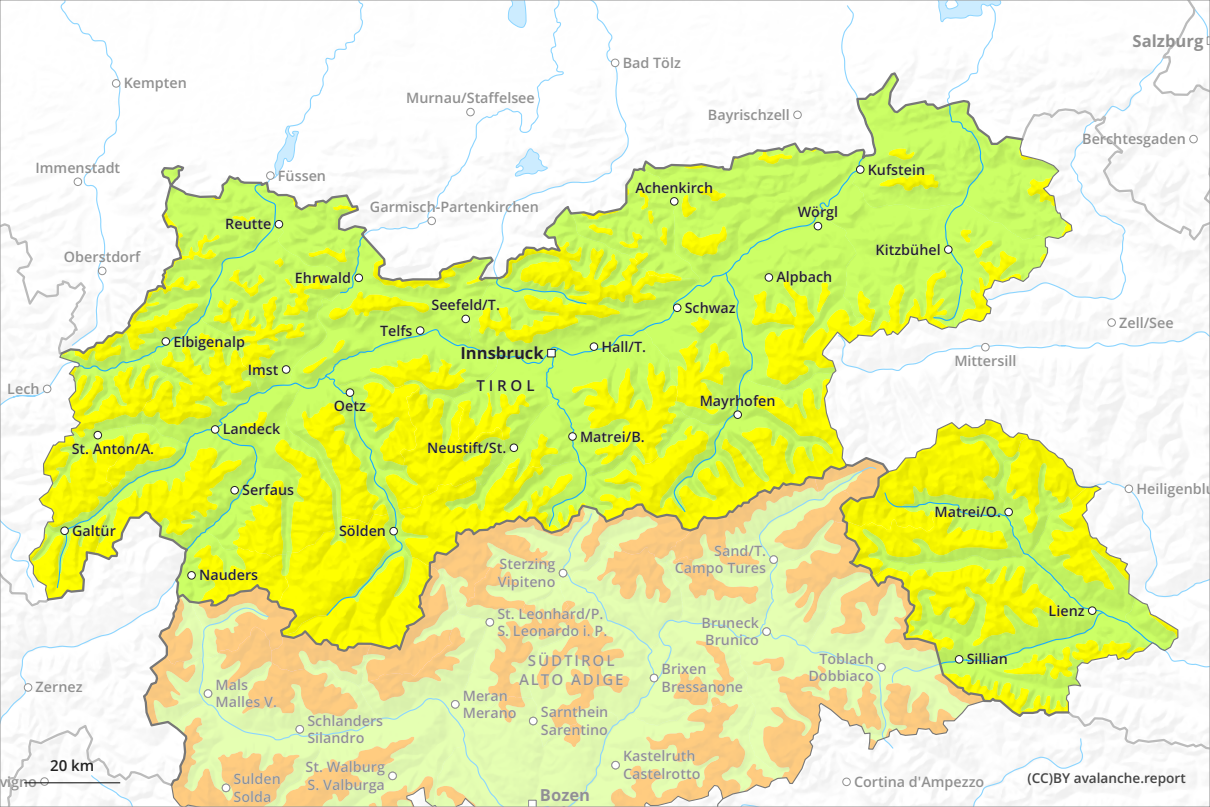 Salzburg
Bad Tölz
Kempten
Murnau/Staffelsee
Bayrischzell
Berchtesgaden
Immenstadt
Füssen
Kufstein
Achenkirch
Garmisch-Partenkirchen
Wörgl
Reutte
Kitzbühel
Oberstdorf
Ehrwald
Alpbach
Seefeld/T.
Schwaz
Zell/See
Telfs
Elbigenalp
Innsbruck
Hall/T.
Mittersill
Imst
TIROL
Lech
Oetz
Mayrhofen
Landeck
Matrei/B.
St. Anton/A.
Neustift/St.
Serfaus
Heiligenblu
Matrei/O.
Galtür
Sölden
Sand/T.
Campo Tures
Sterzing
Vipiteno
Nauders
Lienz
St. Leonhard/P.
S. Leonardo i. P.
Bruneck
Brunico
Sillian
SÜDTIROL
ALTO ADIGE
Toblach
Dobbiaco
Brixen
Bressanone
Zernez
Mals
Malles V.
Meran
Merano
Sarnthein
Sarentino
Schlanders
Silandro
Kastelruth
Castelrotto
20 km
St. Walburg
S. Valburga
vigno
Sulden
Solda
Cortina d'Ampezzo
(CC)BY avalanche.report
Bozen